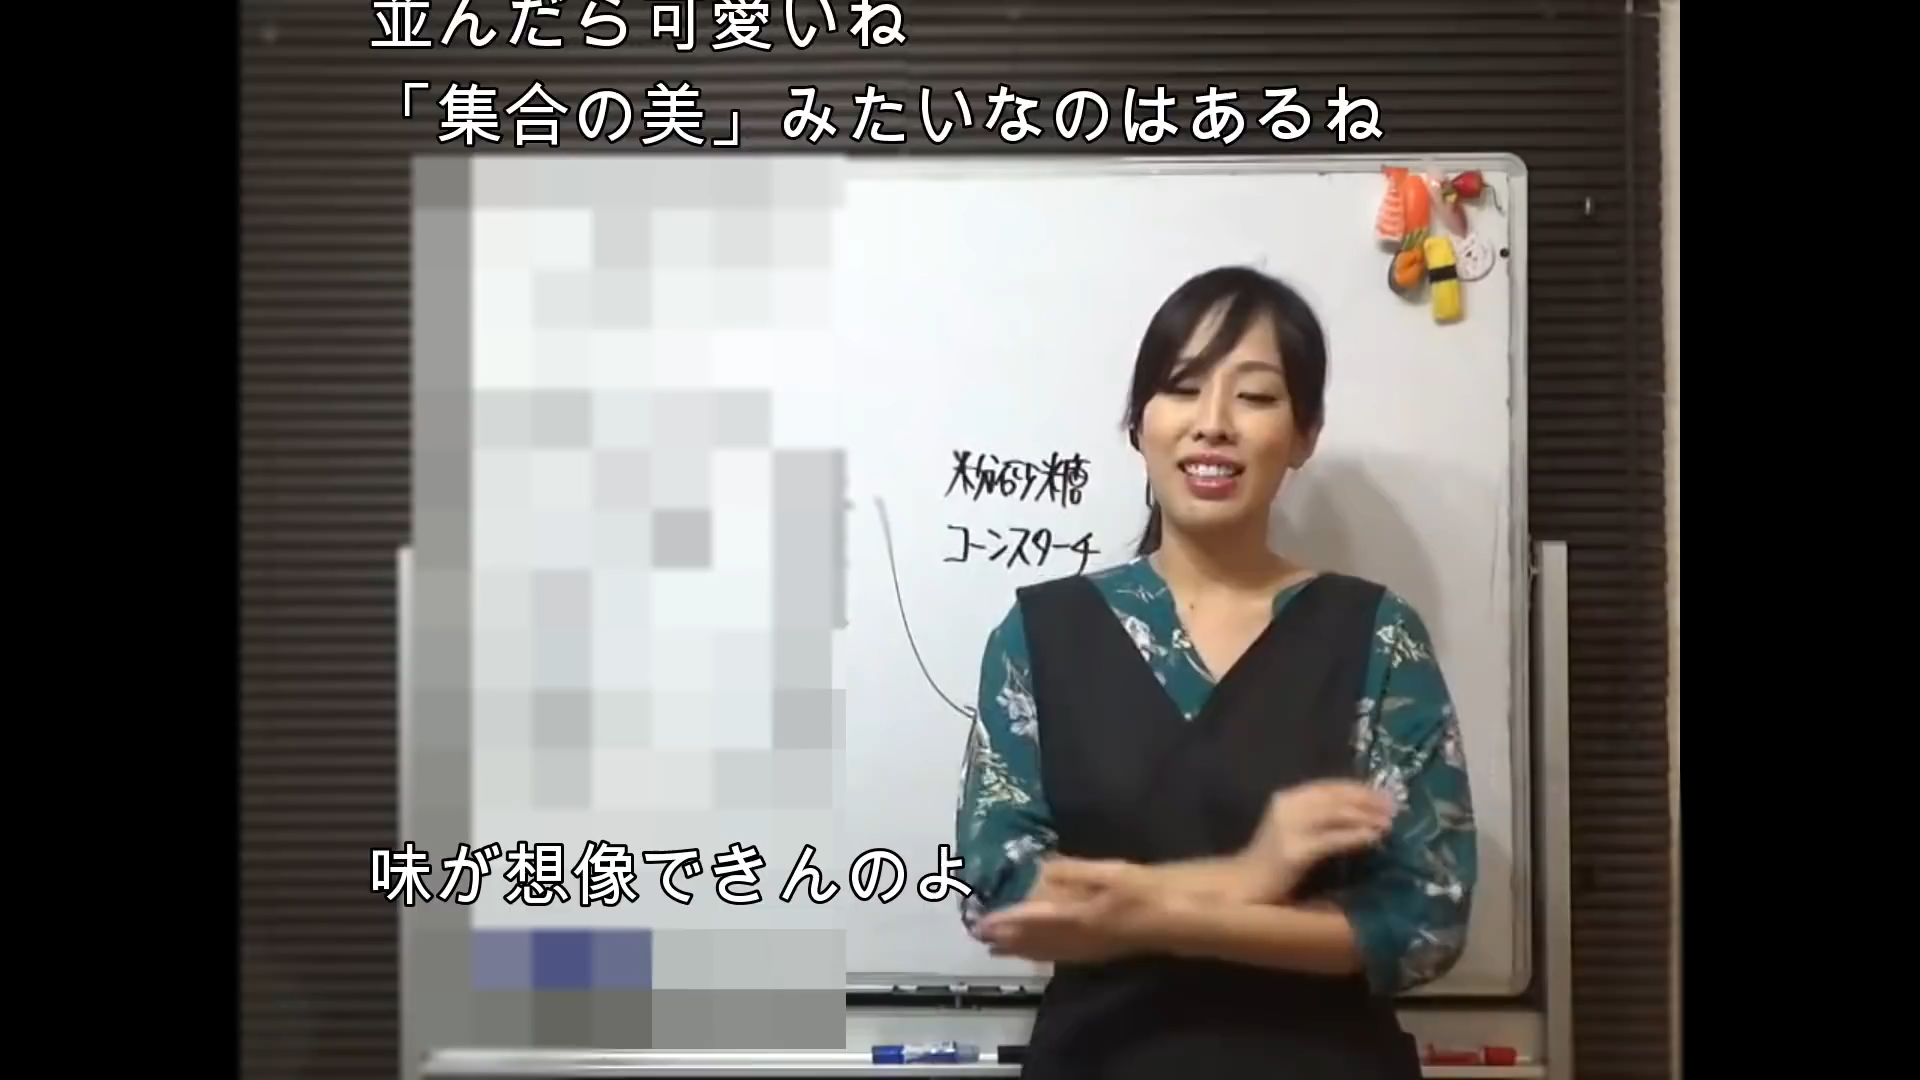 並んだら可愛いね
「集合の美」みたいなのはあるね
粉砂糖
コーンスターチ
味が想像できんのよ